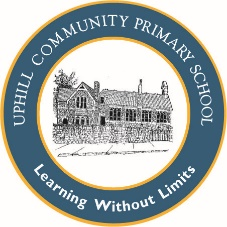 UPHILL COMMUNITY PRIMARY SCHOOL
Learning Without Limits